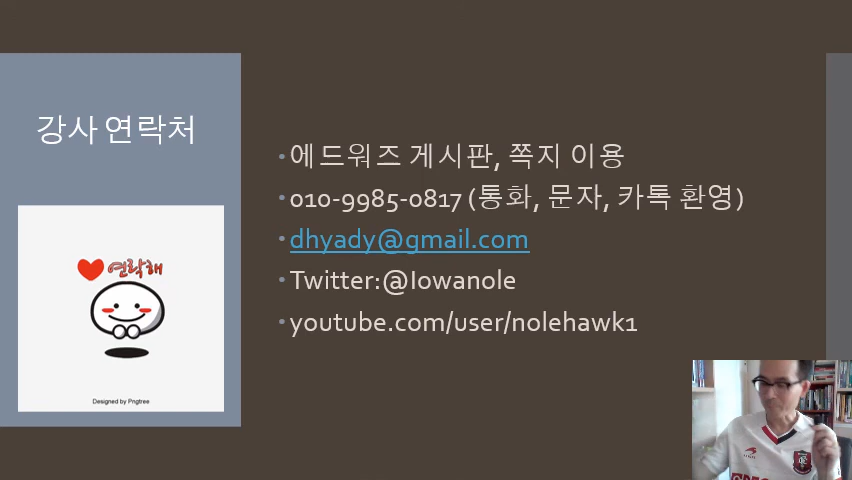 강사 연락처
연락해
Designed by Pngtree
에드워즈 게시판, 쪽지 이용
010-9985-0817 (통화, 문자, 카톡 환영)
dhyady@gmail.com
Twitter:@Iowanole
youtube.com/user/nolehawk1